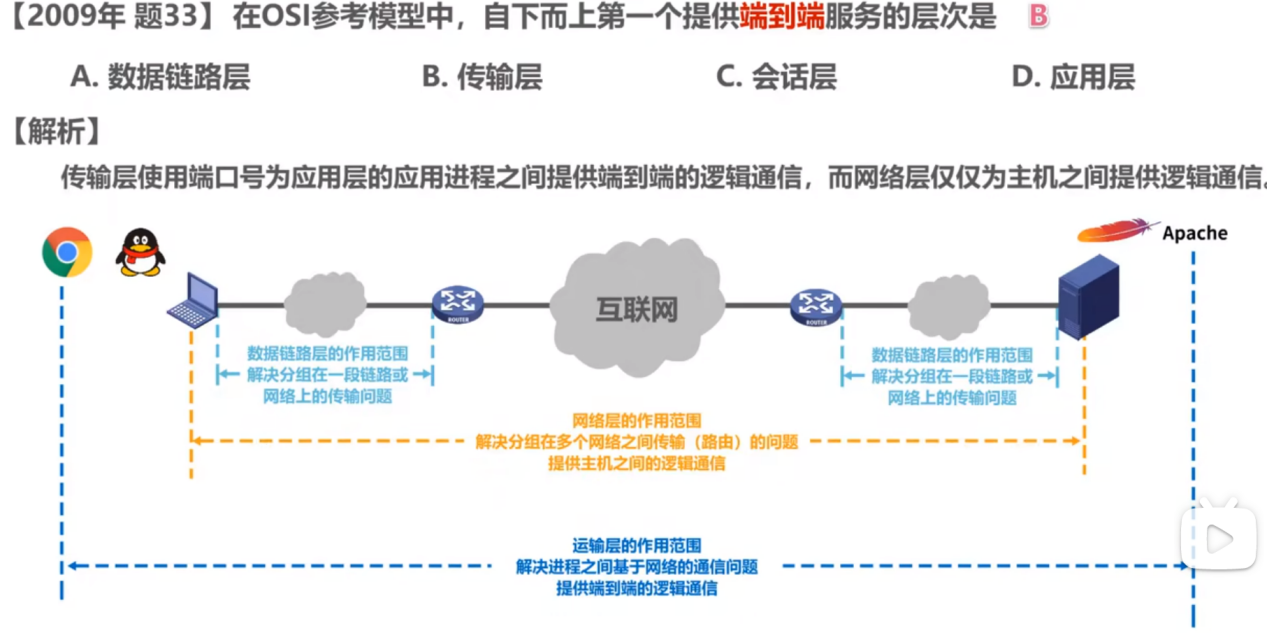 【2009年 题33】在OSI参考模型中，自下而上第一个提供端到端服务的层次是 B
A. 数据链路层 B. 传输层 C. 会话层 D. 应用层
【解析】
传输层使用端口号为应用层的应用进程之间提供端到端的逻辑通信，而网络层仅仅为主机之间提供逻辑通信。
Apache
互联网
ROUTER
ROUTER
数据链路层的作用范围
解决分组在一段链路或
网络上的传输问题
数据链路层的作用范围
解决分组在一段链路或
网络上的传输问题
网络层的作用范围
解决分组在多个网络之间传输（路由）的问题
提供主机之间的逻辑通信
运输层的作用范围
解决进程之间基于网络的通信问题
提供端到端的逻辑通信